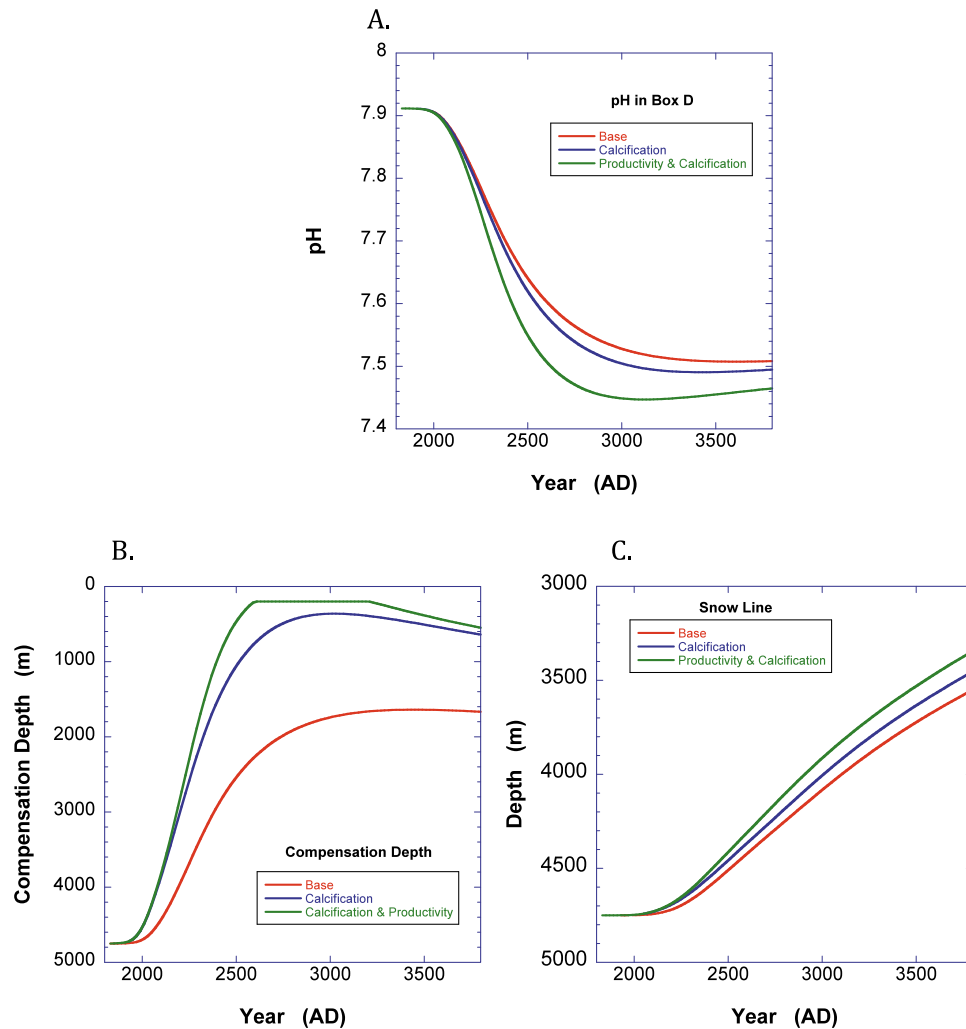 A.
8
7.9
7.8
7.7
7.6
7.5
7.4
pH
pH in Box D
Base
Calcification
Productivity & Calcification
2000 2500 3000 3500
Year (AD)
B.
0
1000
2000
3000
4000
5000
Compensation Depth (m)
Compensation Depth
Base
Calcification
Calcification & Productivity
2000 2500 3000 3500
Year (AD)
C.
3000
3500
4000
4500
5000
Depth (m)
Snow Line
Base
Calcification
Productivity & Calcification
2000 2500 3000 3500
Year (AD)